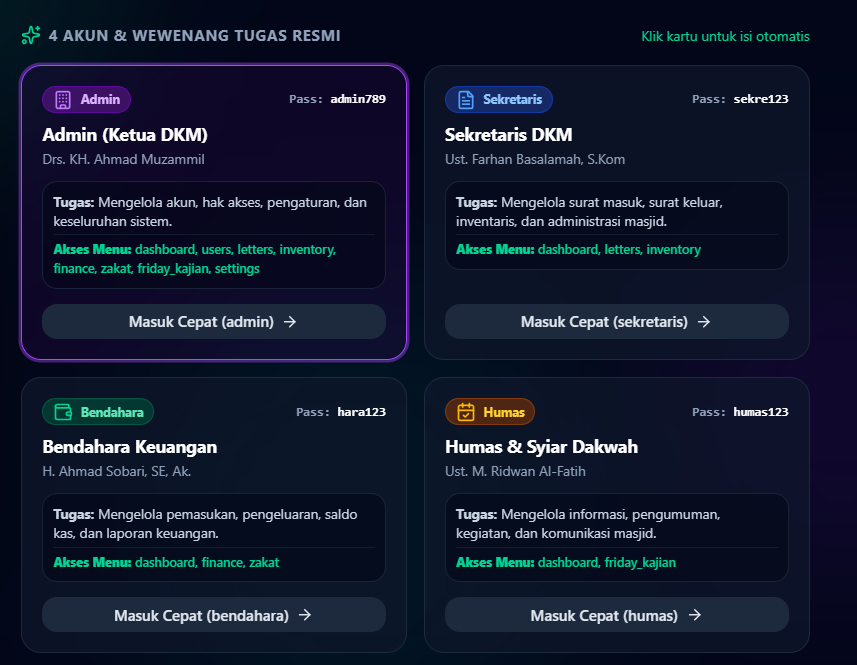 4 AKUN & WEWENANG TUGAS RESMI
Klik kartu untuk isi otomatis
Admin
Pass: admin789
Admin (Ketua DKM)
Drs. KH. Ahmad Muzammil
Tugas: Mengelola akun, hak akses, pengaturan, dan
keseluruhan sistem.
Akses Menu: dashboard, users, letters, inventory,
finance, zakat, friday_kajian, settings
Masuk Cepat (admin) →
Sekretaris
Pass: sekre123
Sekretaris DKM
Ust. Farhan Basalamah, S.Kom
Tugas: Mengelola surat masuk, surat keluar,
inventaris, dan administrasi masjid.
Akses Menu: dashboard, letters, inventory
Masuk Cepat (sekretaris) →
Bendahara
Pass: hara123
Bendahara Keuangan
H. Ahmad Sobari, SE, Ak.
Tugas: Mengelola pemasukan, pengeluaran, saldo
kas, dan laporan keuangan.
Akses Menu: dashboard, finance, zakat
Masuk Cepat (bendahara) →
Humas
Pass: humas123
Humas & Syiar Dakwah
Ust. M. Ridwan Al-Fatih
Tugas: Mengelola informasi, pengumuman,
kegiatan, dan komunikasi masjid.
Akses Menu: dashboard, friday_kajian
Masuk Cepat (humas) →